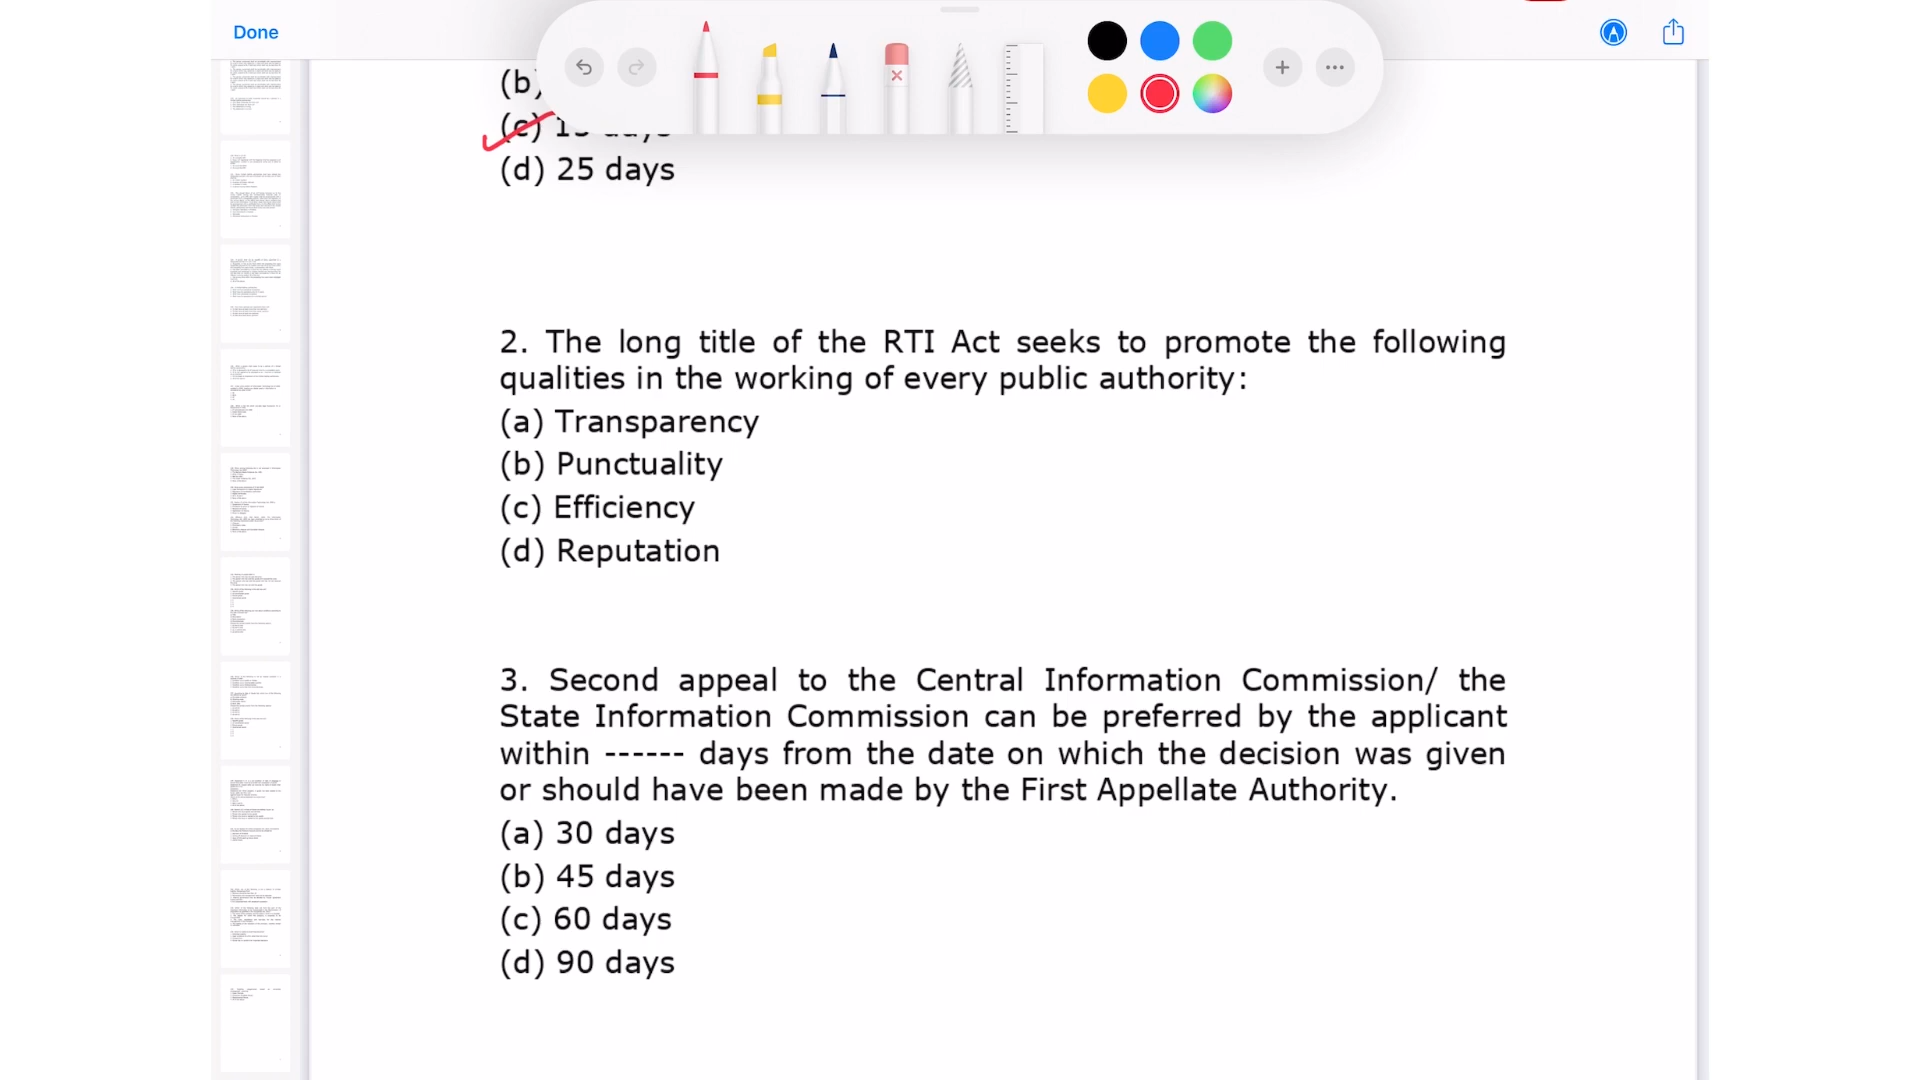 Done
(b)
(c) 15 days
(d) 25 days
2. The long title of the RTI Act seeks to promote the following
qualities in the working of every public authority:
(a) Transparency
(b) Punctuality
(c) Efficiency
(d) Reputation
3. Second appeal to the Central Information Commission/ the
State Information Commission can be preferred by the applicant
within ------ days from the date on which the decision was given
or should have been made by the First Appellate Authority.
(a) 30 days
(b) 45 days
(c) 60 days
(d) 90 days